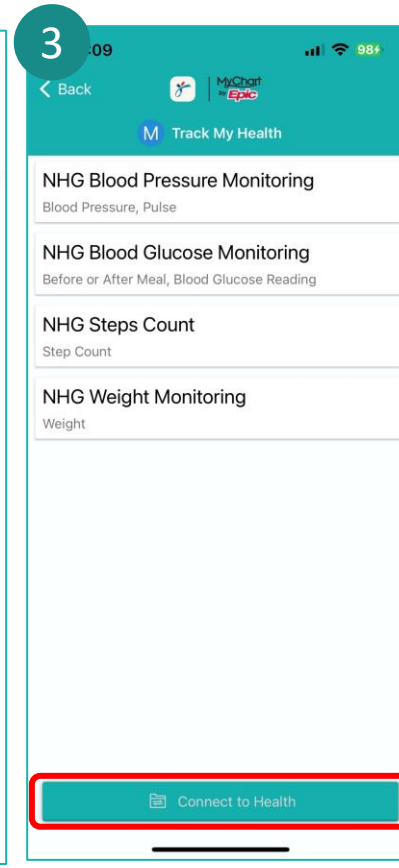 3
:09
98
Back
MyChart
by Epic
M Track My Health
NHG Blood Pressure Monitoring
Blood Pressure, Pulse
NHG Blood Glucose Monitoring
Before or After Meal, Blood Glucose Reading
NHG Steps Count
Step Count
NHG Weight Monitoring
Weight
Connect to Health